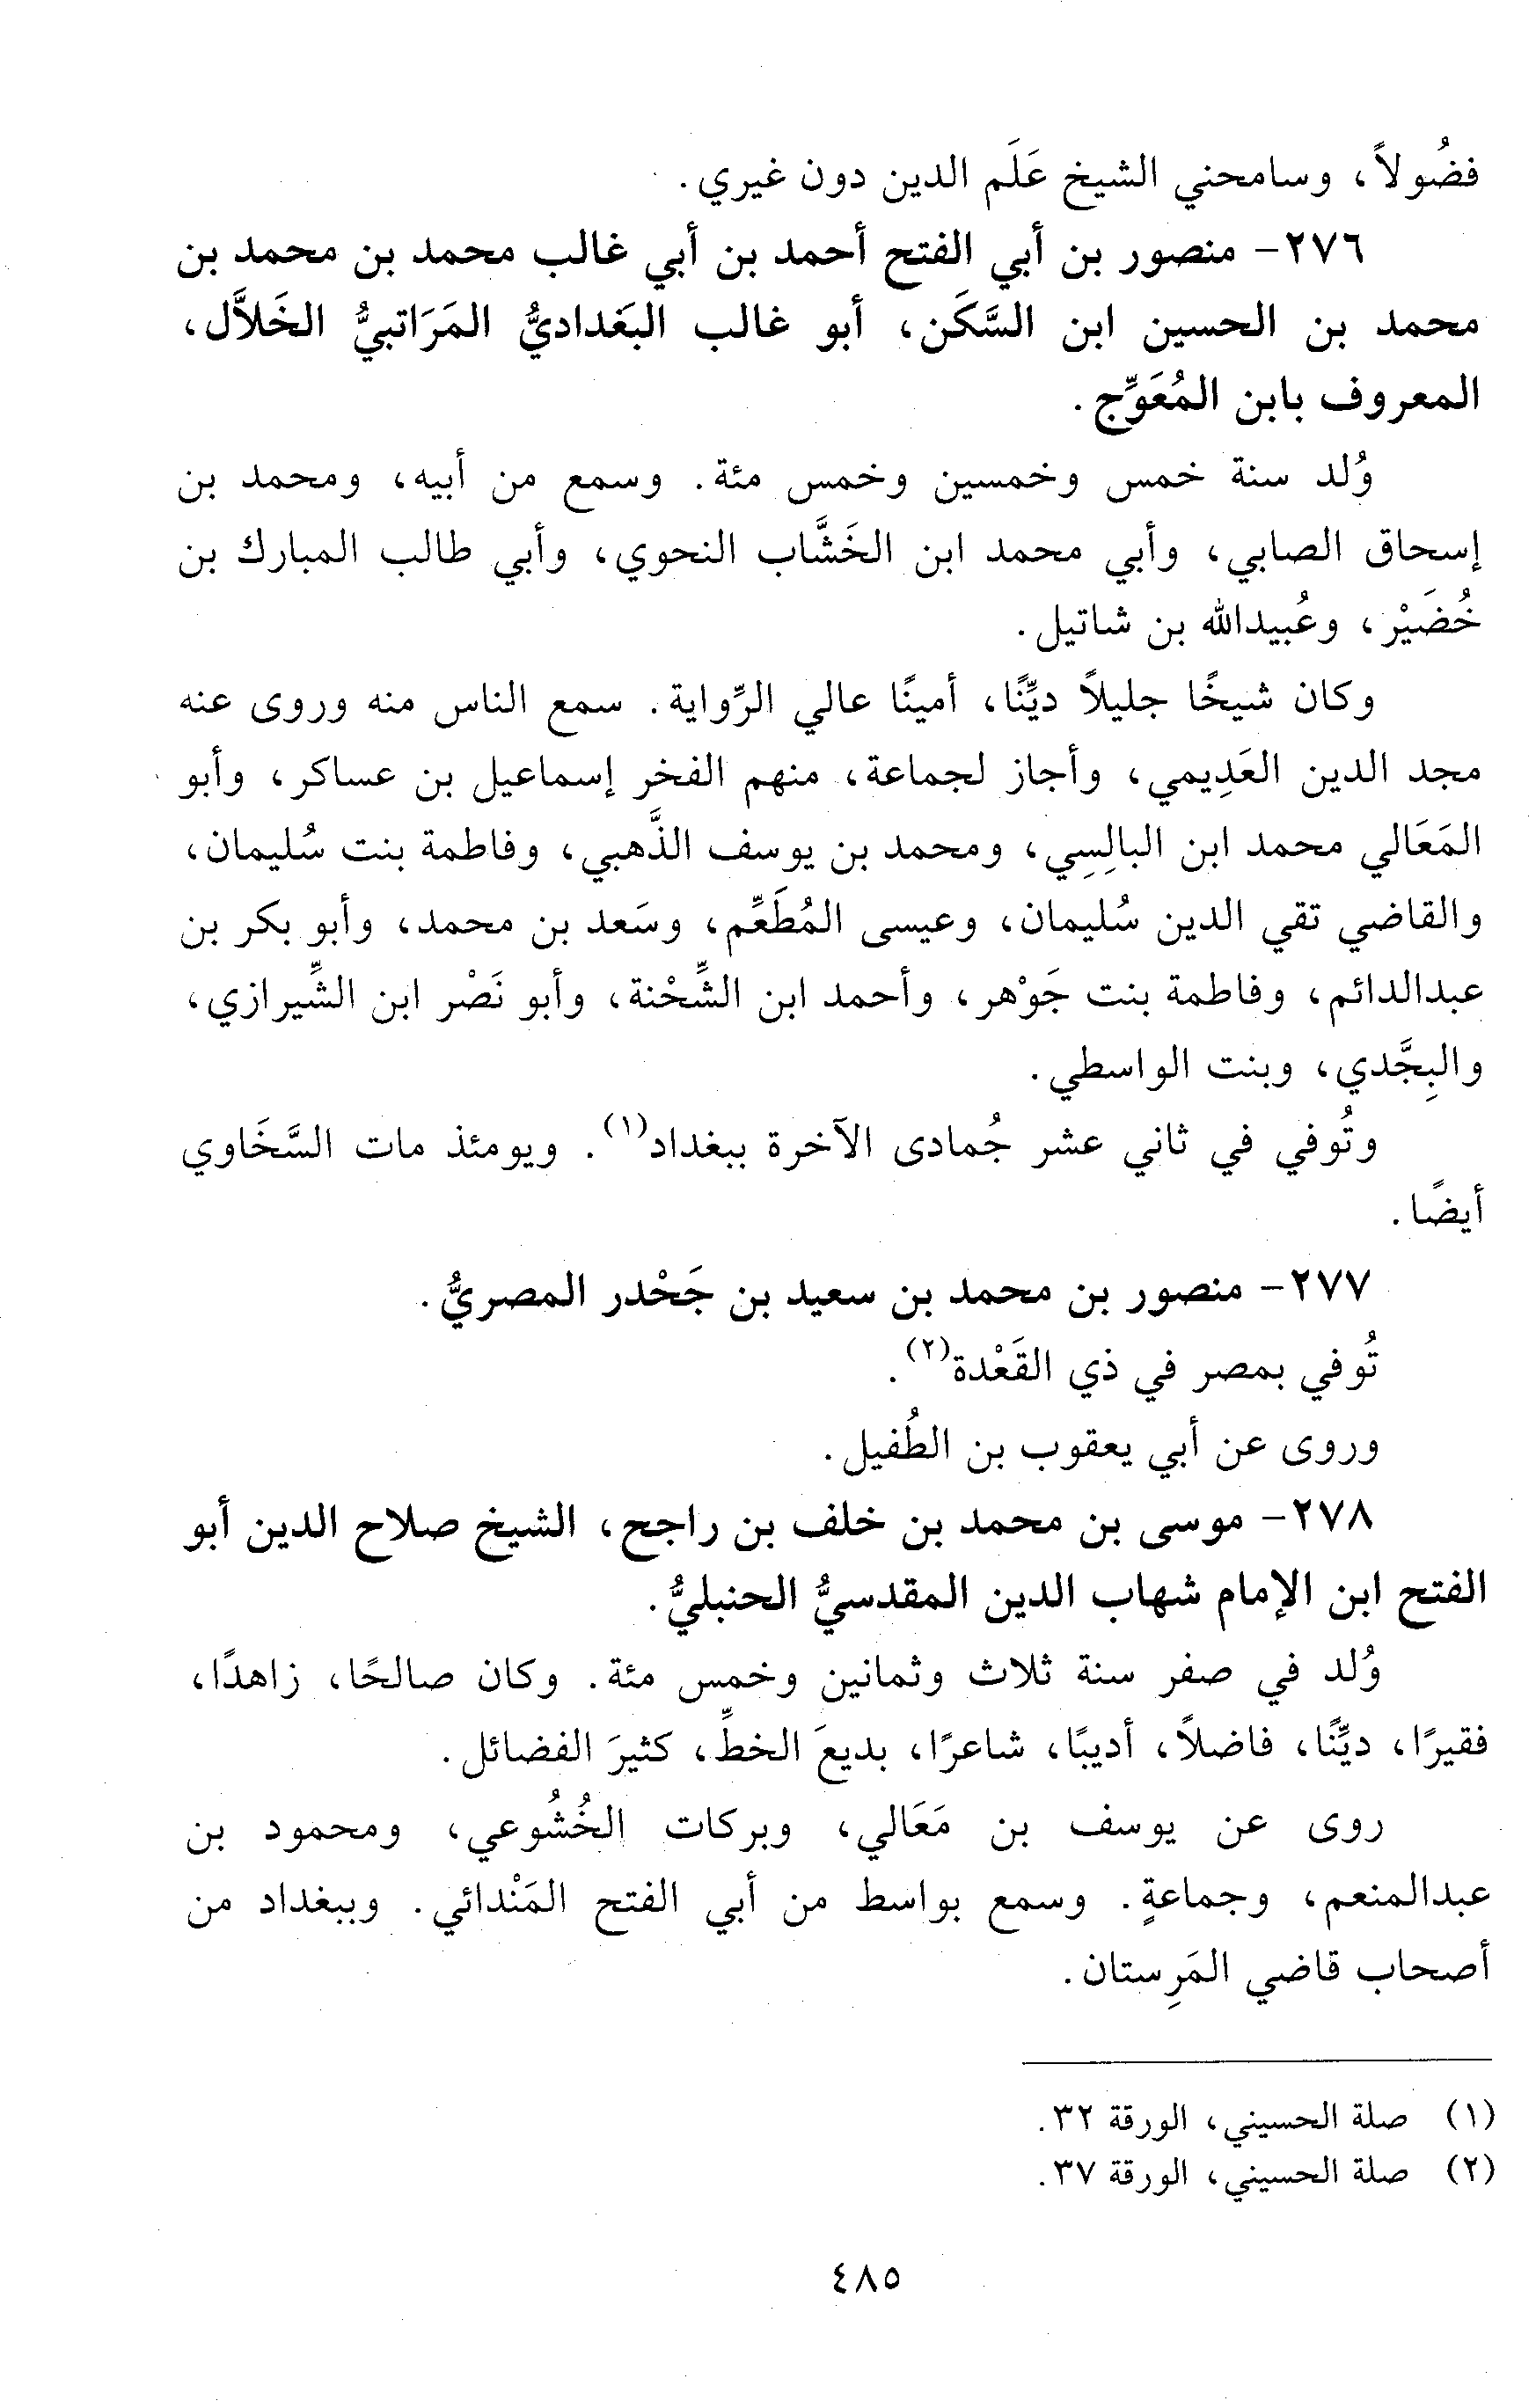 فضُولاً، وسامحني الشيخ عَلَم الدين دون غيري.
٢٧٦- منصور بن أبي الفتح أحمد بن أبي غالب محمد بن محمد بن
محمد بن الحسين ابن السَّكَن، أبو غالب البَغداديُّ المَرَاتبيُّ الخَلاَّل،
المعروف بابن المُعَوِّج.
وُلد سنة خمس وخمسين وخمس مئة. وسمع من أبيه، ومحمد بن
إسحاق الصابي، وأبي محمد ابن الخَشَّاب النحوي، وأبي طالب المبارك بن
خُضَيْر، وعُبيدالله بن شاتيل.
وكان شيخًا جليلاً ديِّنًا، أمينًا عالي الرِّواية. سمع الناس منه وروى عنه
مجد الدين العَدِيمي، وأجاز لجماعة، منهم الفخر إسماعيل بن عساكر، وأبو
المَعَالي محمد ابن البالِسِي، ومحمد بن يوسف الذَّهبي، وفاطمة بنت سُليمان،
والقاضي تقي الدين سُليمان، وعيسى المُطَعِّم، وسَعد بن محمد، وأبو بكر بن
عبدالدائم، وفاطمة بنت جَوْهر، وأحمد ابن الشِّحْنة، وأبو نَصْر ابن الشِّيرازي،
والبِجَّدي، وبنت الواسطي.
وتُوفي في ثاني عشر جُمادى الآخرة ببغداد(١). ويومئذ مات السَّخَاوي
أيضًا.
٢٧٧- منصور بن محمد بن سعيد بن جَحْدر المصريُّ.
تُوفي بمصر في ذي القَعْدة(٢).
وروى عن أبي يعقوب بن الطُفيل.
٢٧٨- موسى بن محمد بن خلف بن راجح، الشيخ صلاح الدين أبو
الفتح ابن الإمام شهاب الدين المقدسيُّ الحنبليُّ.
وُلد في صفر سنة ثلاث وثمانين وخمس مئة. وكان صالحًا، زاهدًا،
فقيرًا، ديِّنًا، فاضلاً، أديبًا، شاعرًا، بديعَ الخطِّ، كثيرَ الفضائل.
روى عن يوسف بن مَعَالي، وبركات الخُشُوعي، ومحمود بن
عبدالمنعم، وجماعةٍ. وسمع بواسط من أبي الفتح المَنْدائي. وببغداد من
أصحاب قاضي المَرِستان.
(١) صلة الحسيني، الورقة ٣٢.
(٢) صلة الحسيني، الورقة ٣٧.
٤٨٥